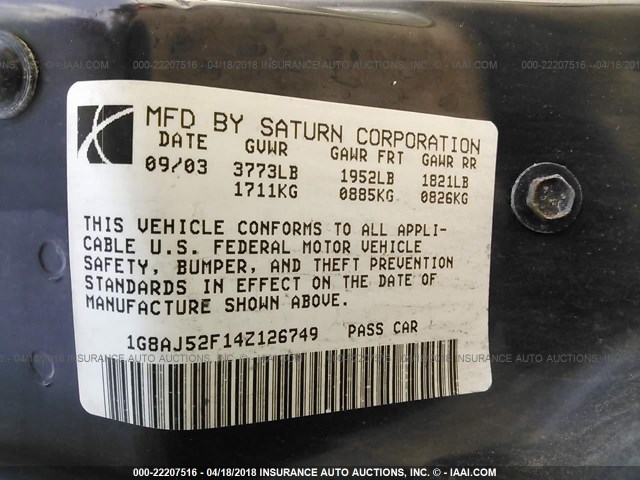 000-22207516 - 04/18/2018 INSURANCE AUTO AUCTIONS, INC. © - IAAI.COM
MFD BY SATURN CORPORATION
DATE GVWR GAWR FRT GAWR RR
09/03 3773LB 1952LB 1821LB
1711KG 0885KG 0826KG
THIS VEHICLE CONFORMS TO ALL APPLI-
CABLE U.S. FEDERAL MOTOR VEHICLE
SAFETY, BUMPER, AND THEFT PREVENTION
STANDARDS IN EFFECT ON THE DATE OF
MANUFACTURE SHOWN ABOVE.
1G8AJ52F14Z126749 PASS CAR
000-22207516 - 04/18/2018 INSURANCE AUTO AUCTIONS, INC. © - IAAI.COM